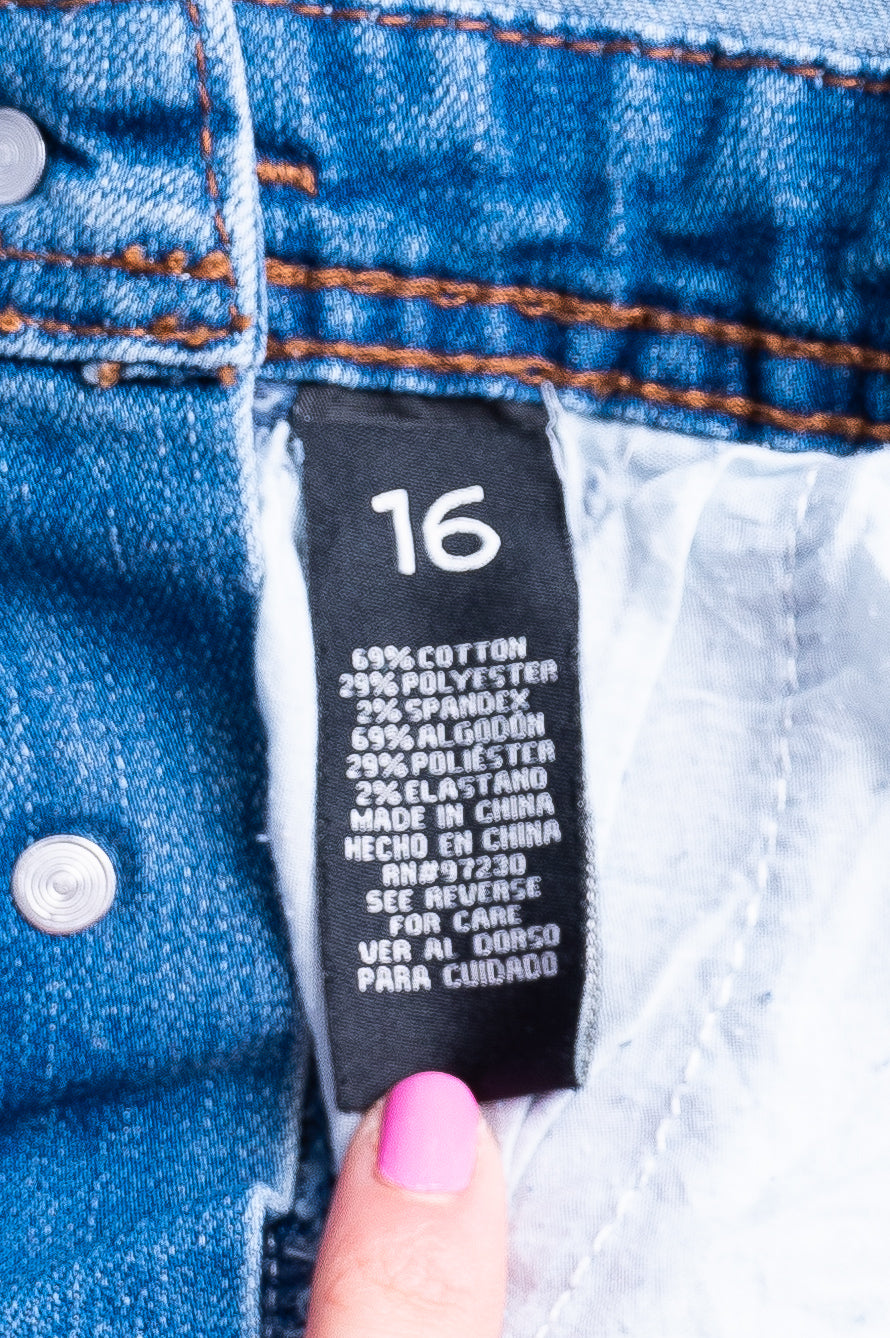 16
69% COTTON
29% POLYESTER
2% SPANDEX
69% ALGODÓN
29% POLIÉSTER
2% ELASTANO
MADE IN CHINA
HECHO EN CHINA
RN#97230
SEE REVERSE
FOR CARE
VER AL DORSO
PARA CUIDADO